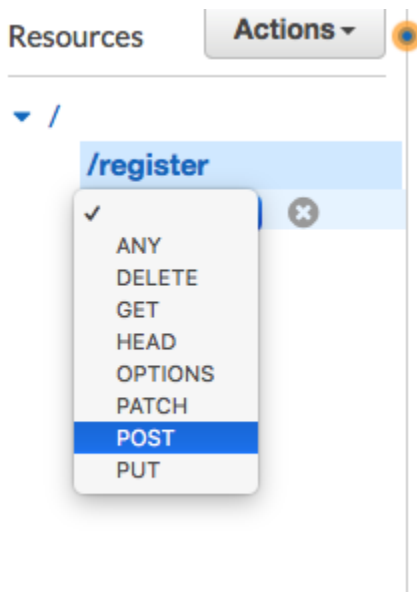 Resources
Actions
/
/register
ANY
DELETE
GET
HEAD
OPTIONS
PATCH
POST
PUT